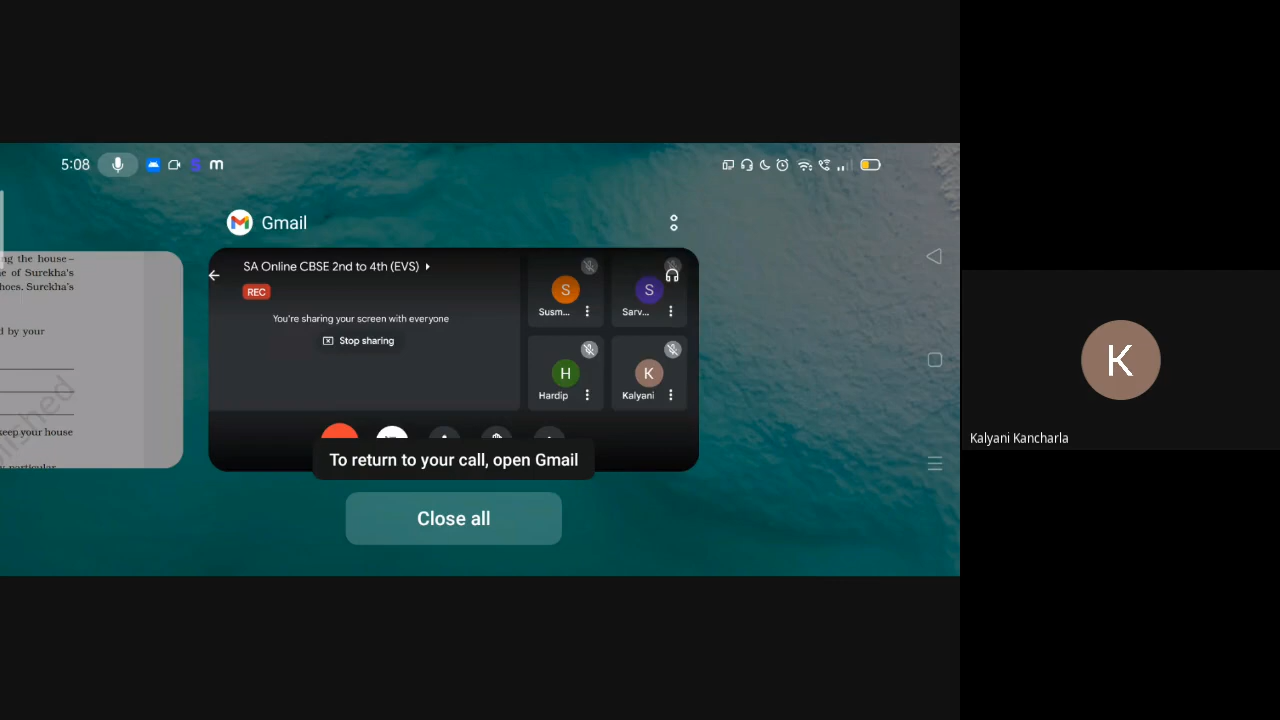 5:08
Gmail
ng the house–
e of Surekha's
hoes. Surekha's
d by your
keep your house
SA Online CBSE 2nd to 4th (EVS)
REC
You're sharing your screen with everyone
Stop sharing
S
Susm...
S
Sarv...
H
Hardip
K
Kalyani
To return to your call, open Gmail
Close all
K
Kalyani Kancharla